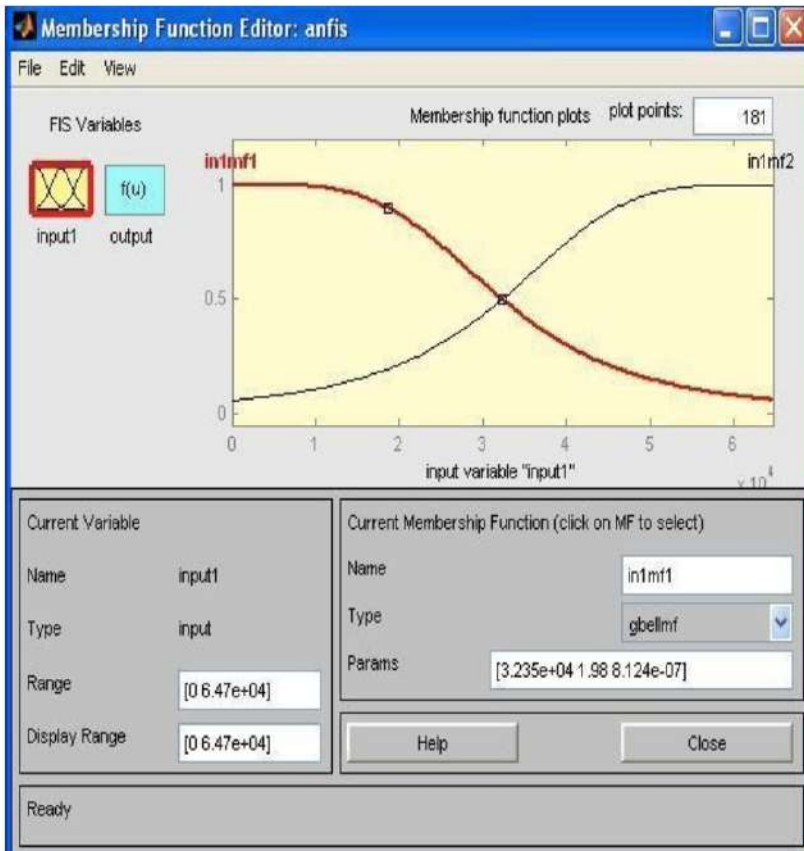 Membership Function Editor: anfis
File Edit View
FIS Variables
Membership function plots plot points: 181
in1mf1 in1mf2
f(u)
input1 output
1
0.5
0
0 1 2 3 4 5 6
x 10^4
input variable "input1"
Current Variable
Name input1
Type input
Range [0 6.47e+04]
Display Range [0 6.47e+04]
Current Membership Function (click on MF to select)
Name in1mf1
Type gbellmf
Params [3.235e+04 1.98 8.124e-07]
Help Close
Ready